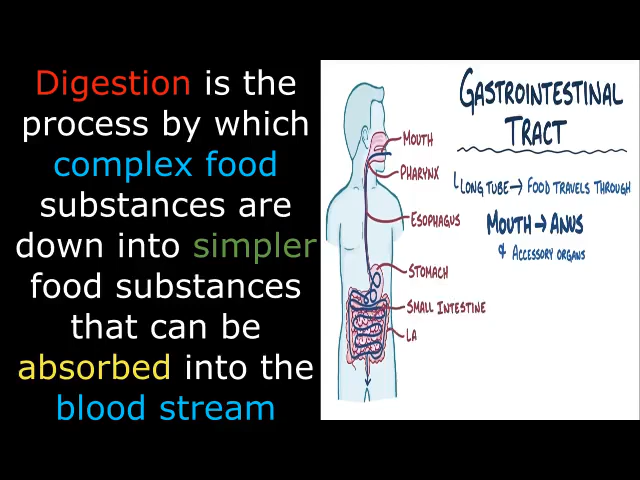 Digestion is the
process by which
complex food
substances are
down into simpler
food substances
that can be
absorbed into the
blood stream
GASTROINTESTINAL
TRACT
LONG TUBE → FOOD TRAVELS THROUGH
MOUTH → ANUS
& ACCESSORY ORGANS
MOUTH
PHARYNX
ESOPHAGUS
STOMACH
SMALL INTESTINE
LA